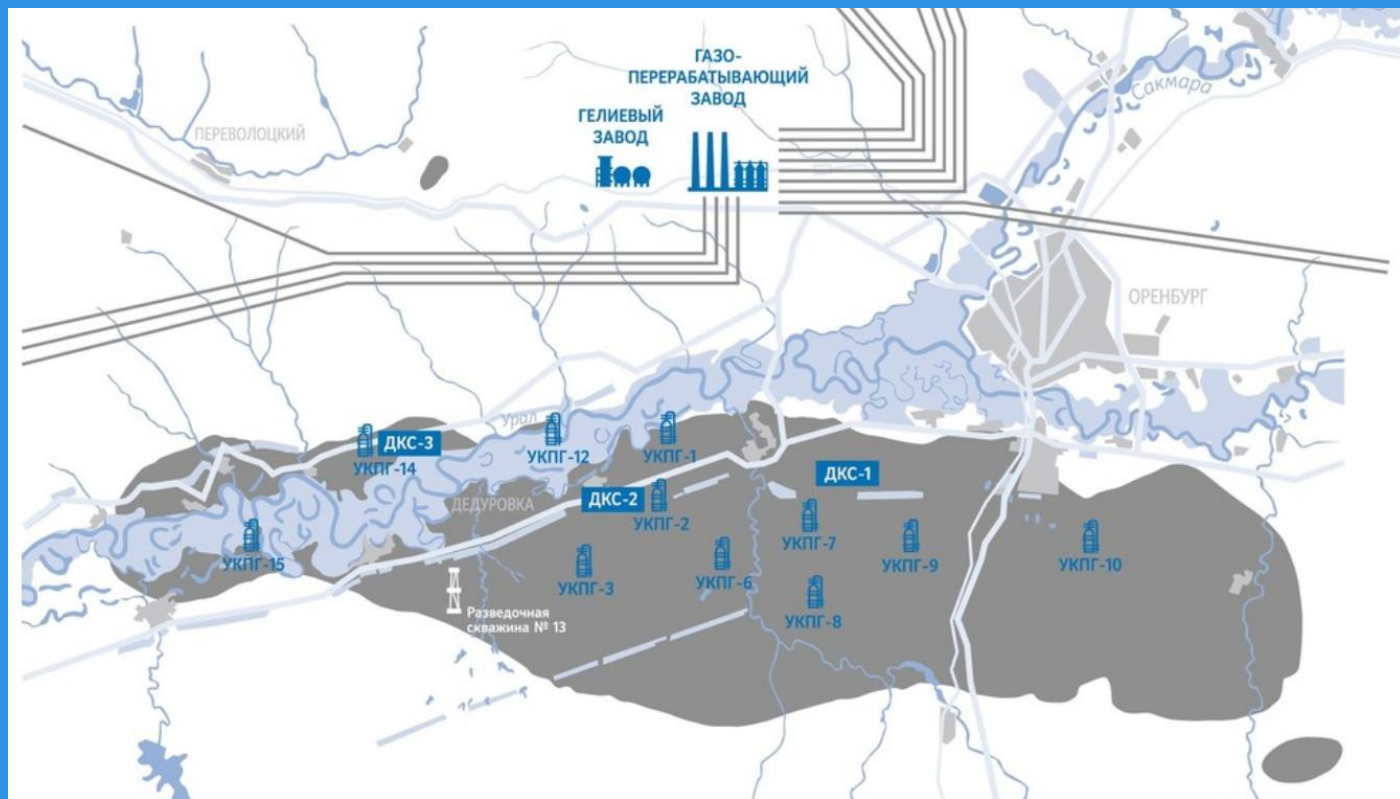 ГАЗО-
ПЕРЕРАБАТЫВАЮЩИЙ
ЗАВОД
ГЕЛИЕВЫЙ
ЗАВОД
Сакмара
ПЕРЕВОЛОЦКИЙ
ОРЕНБУРГ
Урал
ДКС-3
УКПГ-14
УКПГ-12
УКПГ-1
ДКС-1
ДЕДУРОВКА
ДКС-2
УКПГ-2
УКПГ-7
УКПГ-15
УКПГ-3
УКПГ-6
УКПГ-9
УКПГ-10
УКПГ-8
Разведочная
скважина № 13